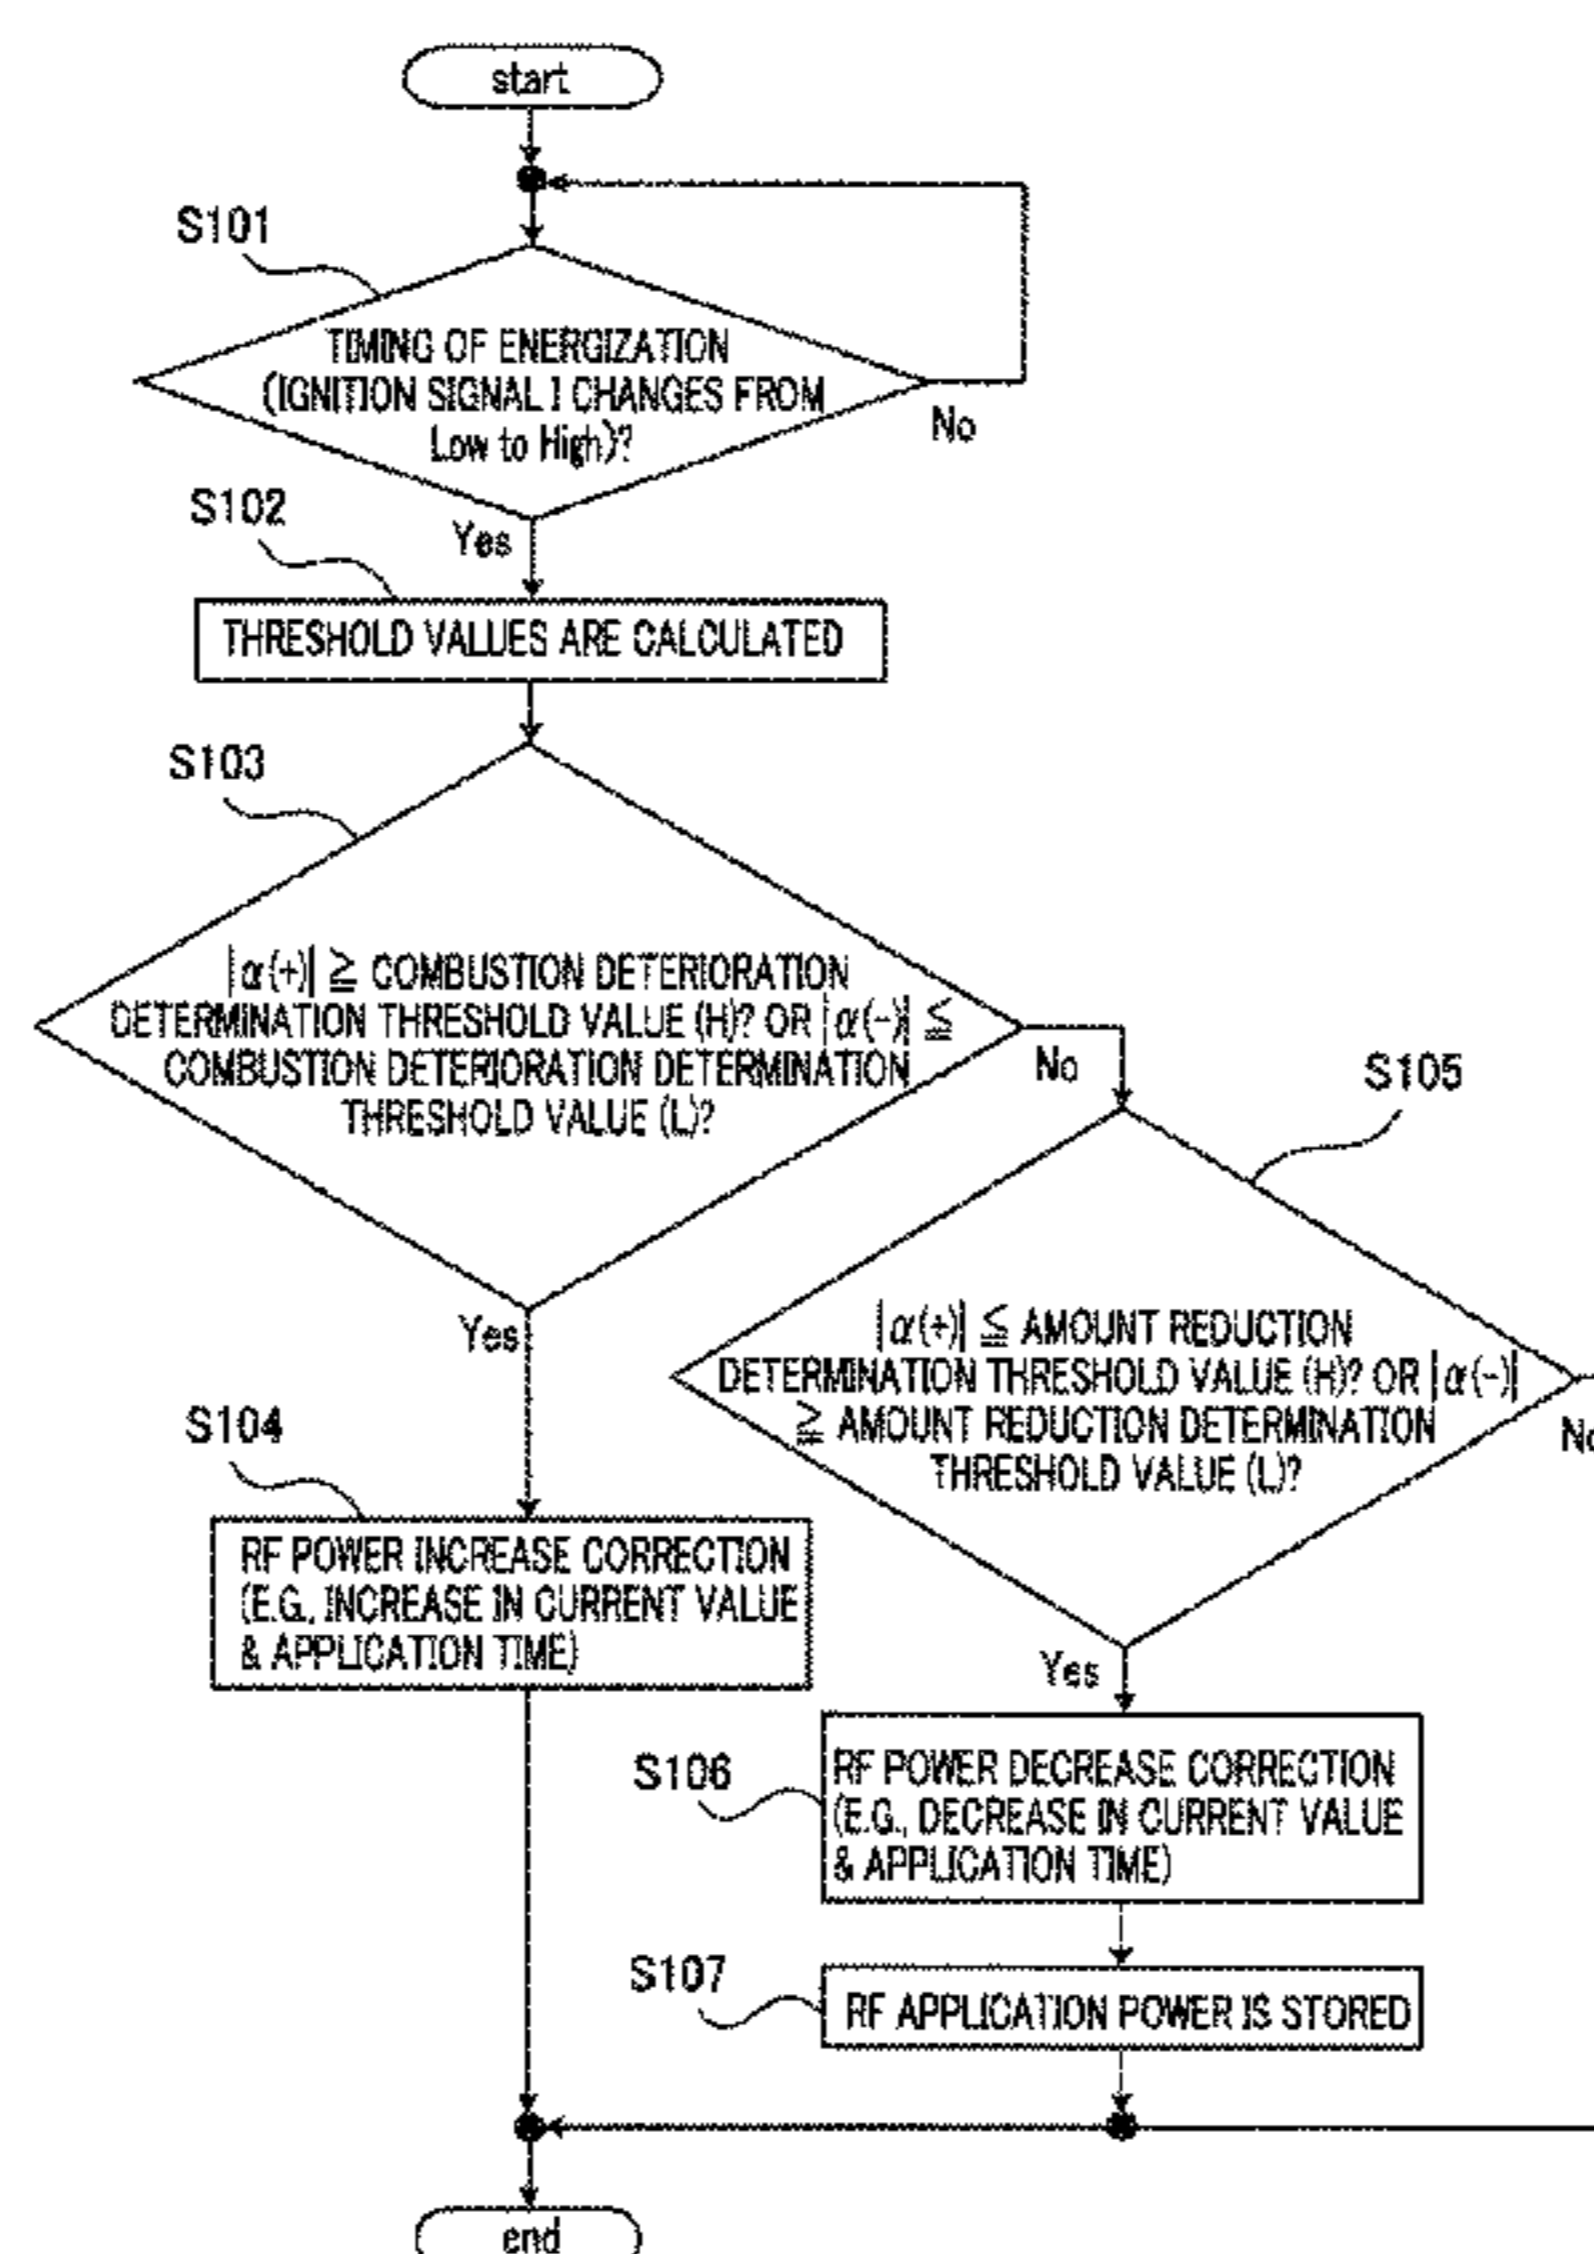 start
S101
TIMING OF ENERGIZATION
(IGNITION SIGNAL I CHANGES FROM
Low to High)?
No
Yes
S102
THRESHOLD VALUES ARE CALCULATED
S103
|α(+)| ≧ COMBUSTION DETERIORATION
DETERMINATION THRESHOLD VALUE (H)? OR |α(-)| ≦
COMBUSTION DETERIORATION DETERMINATION
THRESHOLD VALUE (L)?
No
Yes
S105
|α(+)| ≦ AMOUNT REDUCTION
DETERMINATION THRESHOLD VALUE (H)? OR |α(-)|
≧ AMOUNT REDUCTION DETERMINATION
THRESHOLD VALUE (L)?
No
Yes
S104
RF POWER INCREASE CORRECTION
(E.G., INCREASE IN CURRENT VALUE
& APPLICATION TIME)
S106
RF POWER DECREASE CORRECTION
(E.G., DECREASE IN CURRENT VALUE
& APPLICATION TIME)
S107
RF APPLICATION POWER IS STORED
end